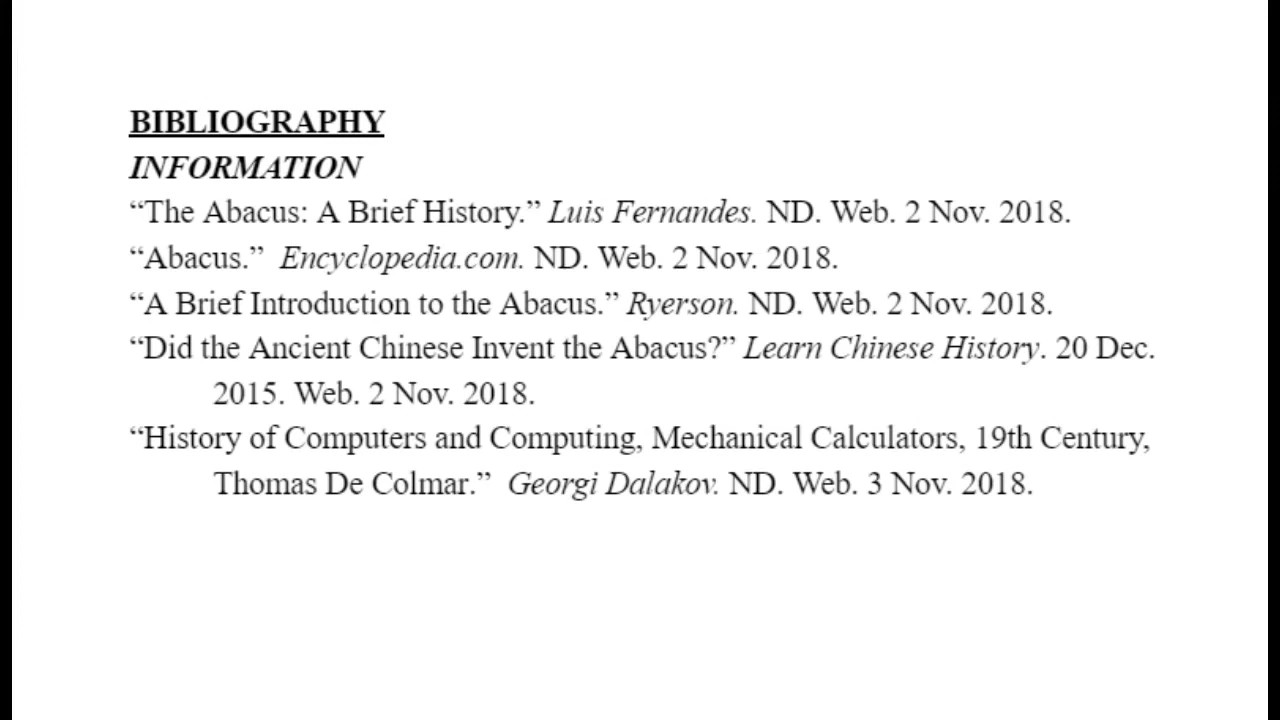 BIBLIOGRAPHY
INFORMATION
“The Abacus: A Brief History.” Luis Fernandes. ND. Web. 2 Nov. 2018.
“Abacus.”  Encyclopedia.com. ND. Web. 2 Nov. 2018.
“A Brief Introduction to the Abacus.” Ryerson. ND. Web. 2 Nov. 2018.
“Did the Ancient Chinese Invent the Abacus?” Learn Chinese History. 20 Dec.
2015. Web. 2 Nov. 2018.
“History of Computers and Computing, Mechanical Calculators, 19th Century,
Thomas De Colmar.”  Georgi Dalakov. ND. Web. 3 Nov. 2018.